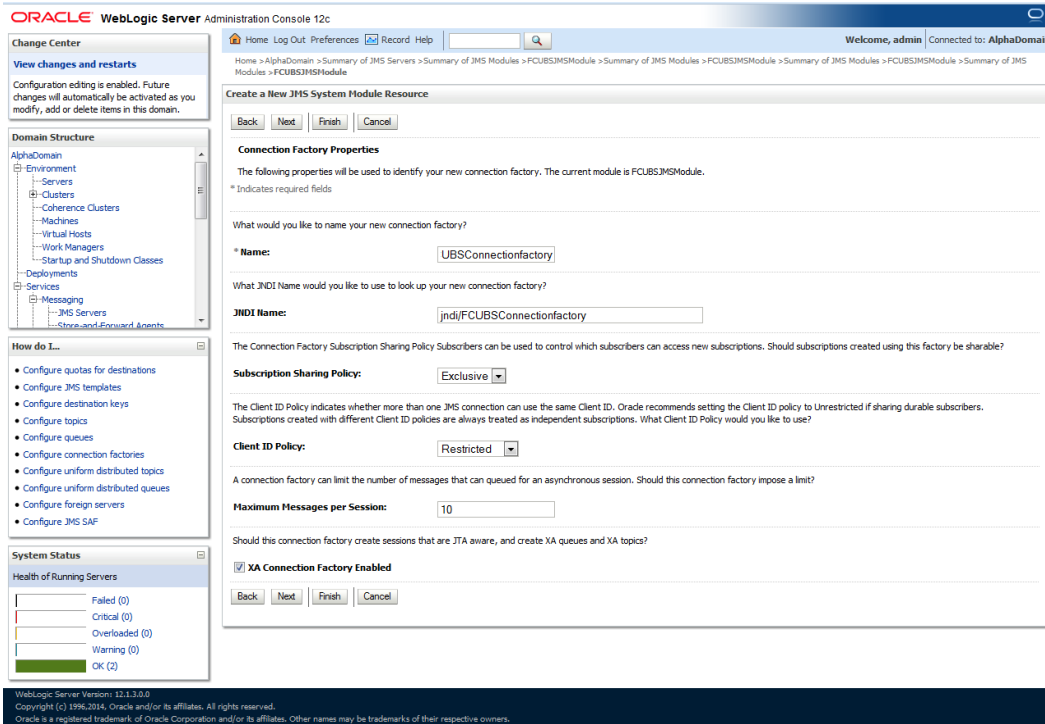 ORACLE WebLogic Server Administration Console 12c
Change Center
View changes and restarts
Configuration editing is enabled. Future
changes will automatically be activated as you
modify, add or delete items in this domain.
Domain Structure
AlphaDomain
Environment
Servers
Clusters
Coherence Clusters
Machines
Virtual Hosts
Work Managers
Startup and Shutdown Classes
Deployments
Services
Messaging
JMS Servers
Store-and-Forward Agents
How do I...
Configure quotas for destinations
Configure JMS templates
Configure destination keys
Configure topics
Configure queues
Configure connection factories
Configure uniform distributed topics
Configure uniform distributed queues
Configure foreign servers
Configure JMS SAF
System Status
Health of Running Servers
Failed (0)
Critical (0)
Overloaded (0)
Warning (0)
OK (2)
Home Log Out Preferences Record Help
Welcome, admin Connected to: AlphaDomain
Home >AlphaDomain >Summary of JMS Servers >Summary of JMS Modules >FCUBSJMSModule >Summary of JMS Modules >FCUBSJMSModule >Summary of JMS Modules >FCUBSJMSModule >Summary of JMS
Modules >FCUBSJMSModule
Create a New JMS System Module Resource
Back Next Finish Cancel
Connection Factory Properties
The following properties will be used to identify your new connection factory. The current module is FCUBSJMSModule.
* Indicates required fields
What would you like to name your new connection factory?
* Name: UBSConnectionfactory
What JNDI Name would you like to use to look up your new connection factory?
JNDI Name: jndi/FCUBSConnectionfactory
The Connection Factory Subscription Sharing Policy Subscribers can be used to control which subscribers can access new subscriptions. Should subscriptions created using this factory be sharable?
Subscription Sharing Policy: Exclusive
The Client ID Policy indicates whether more than one JMS connection can use the same Client ID. Oracle recommends setting the Client ID policy to Unrestricted if sharing durable subscribers.
Subscriptions created with different Client ID policies are always treated as independent subscriptions. What Client ID Policy would you like to use?
Client ID Policy: Restricted
A connection factory can limit the number of messages that can queued for an asynchronous session. Should this connection factory impose a limit?
Maximum Messages per Session: 10
Should this connection factory create sessions that are JTA aware, and create XA queues and XA topics?
XA Connection Factory Enabled
Back Next Finish Cancel
WebLogic Server Version: 12.1.3.0.0
Copyright (c) 1996,2014, Oracle and/or its affiliates. All rights reserved.
Oracle is a registered trademark of Oracle Corporation and/or its affiliates. Other names may be trademarks of their respective owners.